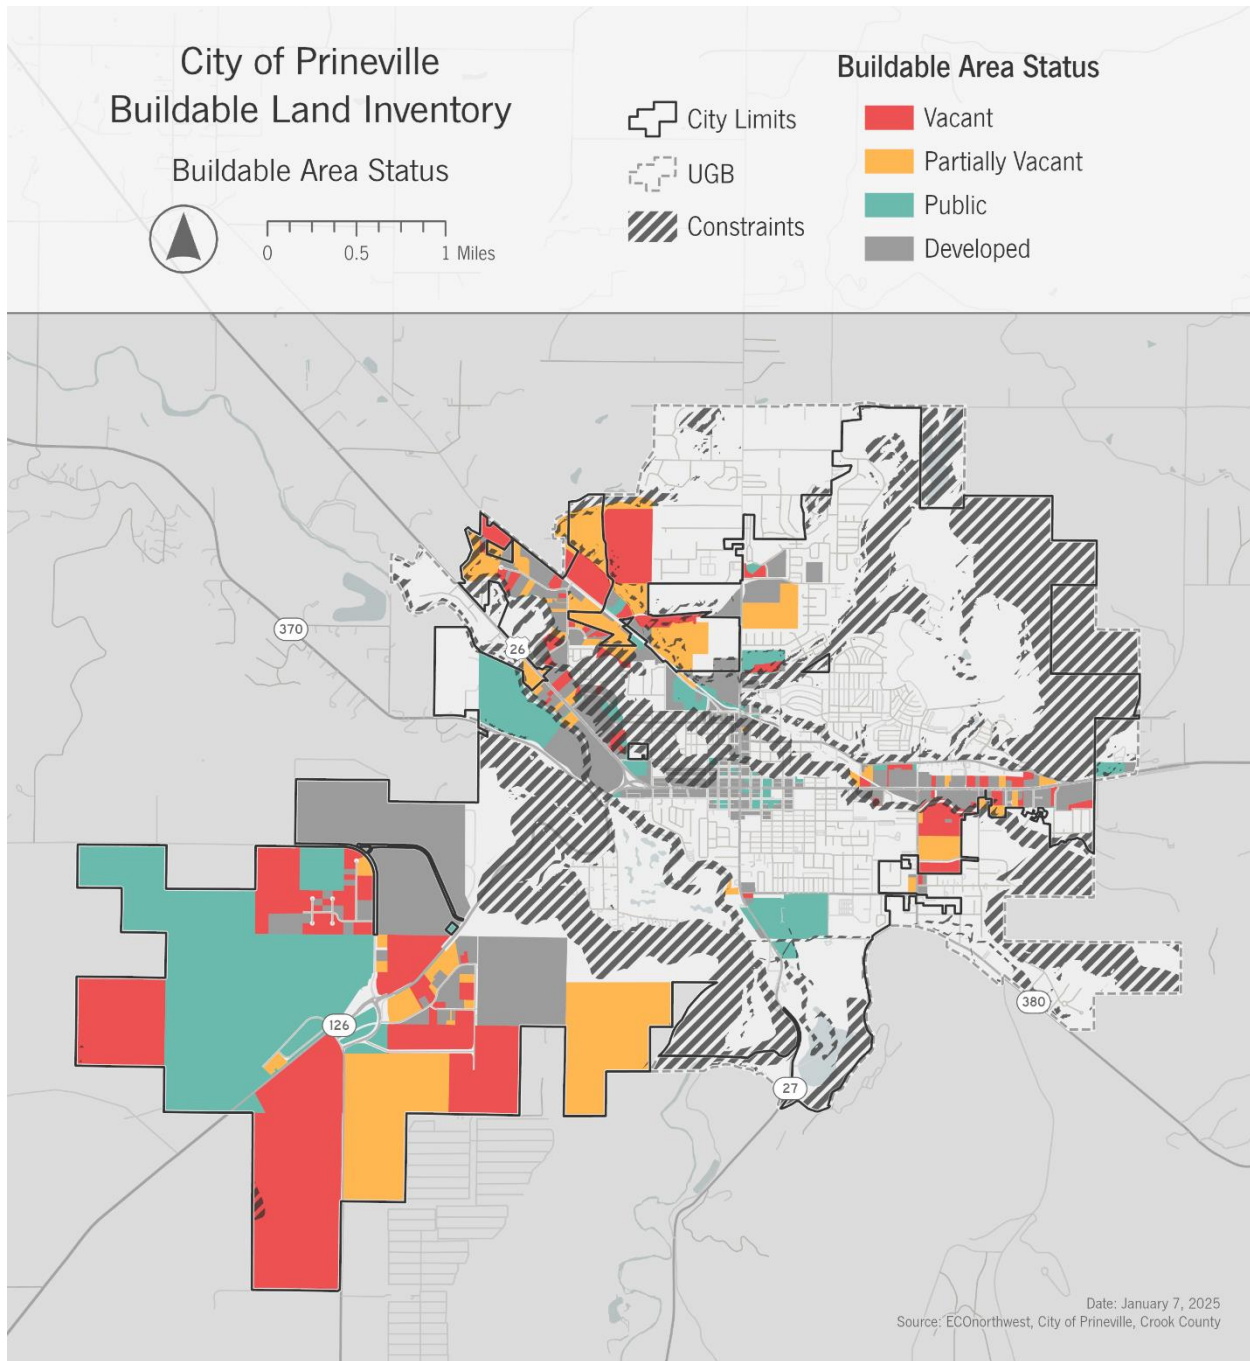 City of Prineville
Buildable Land Inventory
Buildable Area Status
0 0.5 1 Miles
City Limits
UGB
Constraints
Buildable Area Status
Vacant
Partially Vacant
Public
Developed
370
26
126
380
27
Date: January 7, 2025
Source: ECOnorthwest, City of Prineville, Crook County